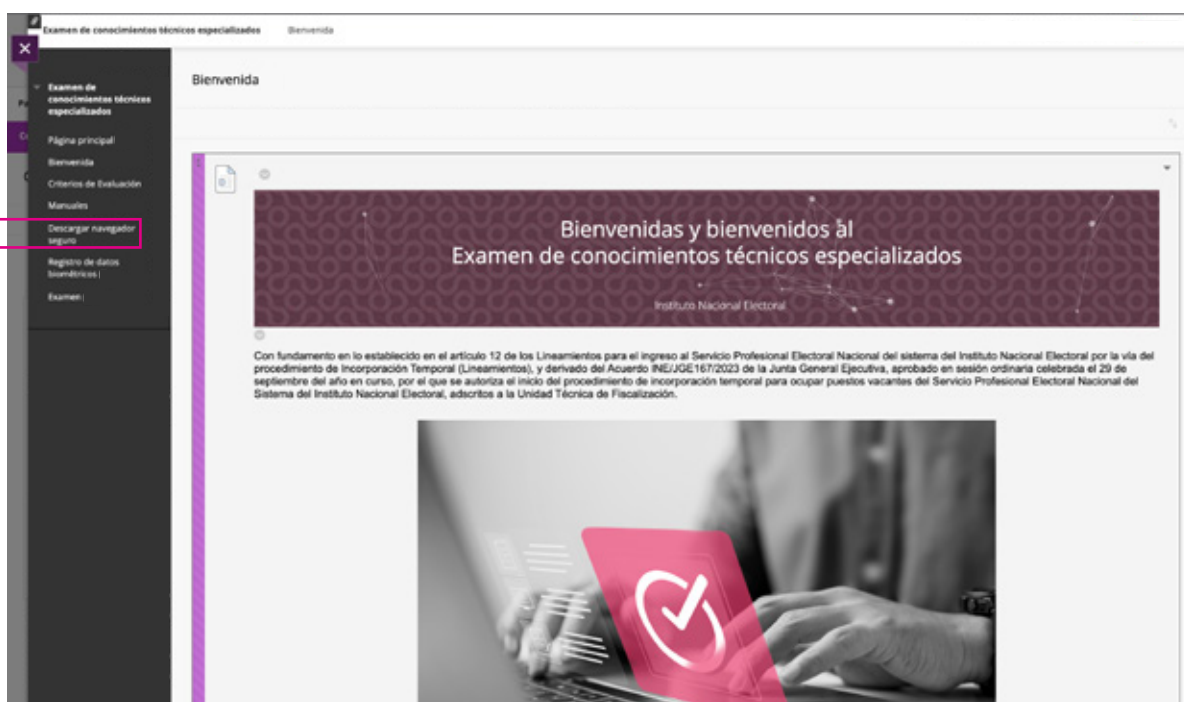 Examen de conocimientos técnicos especializados Bienvenida
Examen de
conocimientos técnicos
especializados
Página principal
Bienvenida
Criterios de Evaluación
Manuales
Descargar navegador
seguro
Registro de datos
biométricos
Examen
Bienvenida
Bienvenidas y bienvenidos al
Examen de conocimientos técnicos especializados
Instituto Nacional Electoral
Con fundamento en lo establecido en el artículo 12 de los Lineamientos para el ingreso al Servicio Profesional Electoral Nacional del sistema del Instituto Nacional Electoral por la vía del
procedimiento de Incorporación Temporal (Lineamientos), y derivado del Acuerdo INE/JGE167/2023 de la Junta General Ejecutiva, aprobado en sesión ordinaria celebrada el 29 de
septiembre del año en curso, por el que se autoriza el inicio del procedimiento de incorporación temporal para ocupar puestos vacantes del Servicio Profesional Electoral Nacional del
Sistema del Instituto Nacional Electoral, adscritos a la Unidad Técnica de Fiscalización.